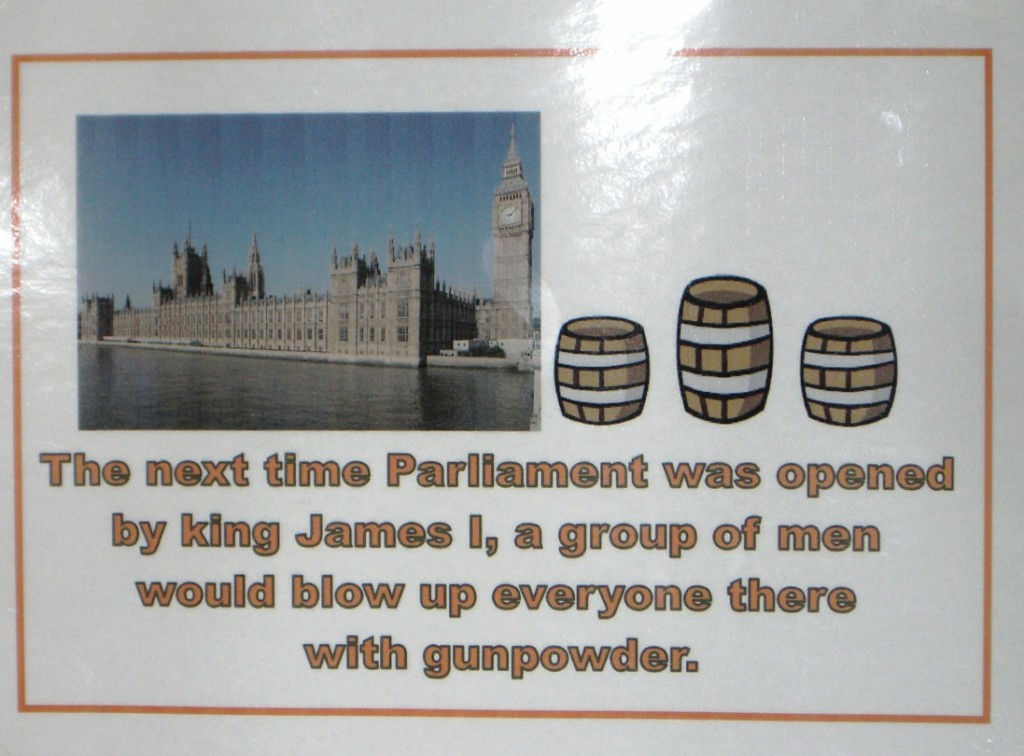 The next time Parliament was opened
by king James I, a group of men
would blow up everyone there
with gunpowder.